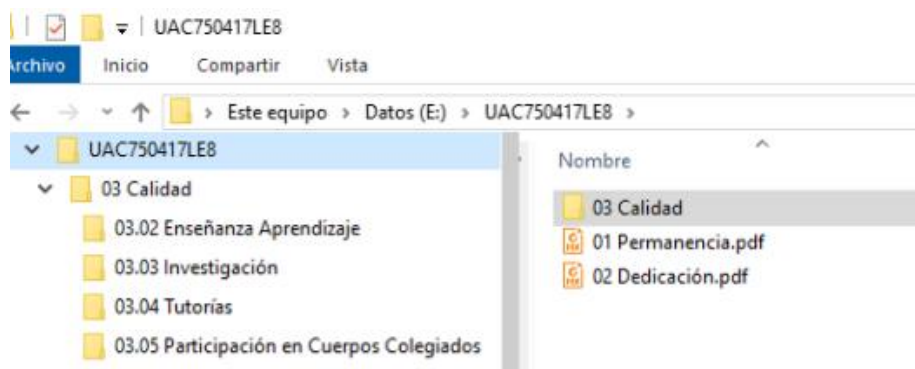 UAC750417LE8
Archivo Inicio Compartir Vista
Este equipo > Datos (E:) > UAC750417LE8 >
UAC750417LE8
03 Calidad
03.02 Enseñanza Aprendizaje
03.03 Investigación
03.04 Tutorías
03.05 Participación en Cuerpos Colegiados
Nombre
03 Calidad
01 Permanencia.pdf
02 Dedicación.pdf